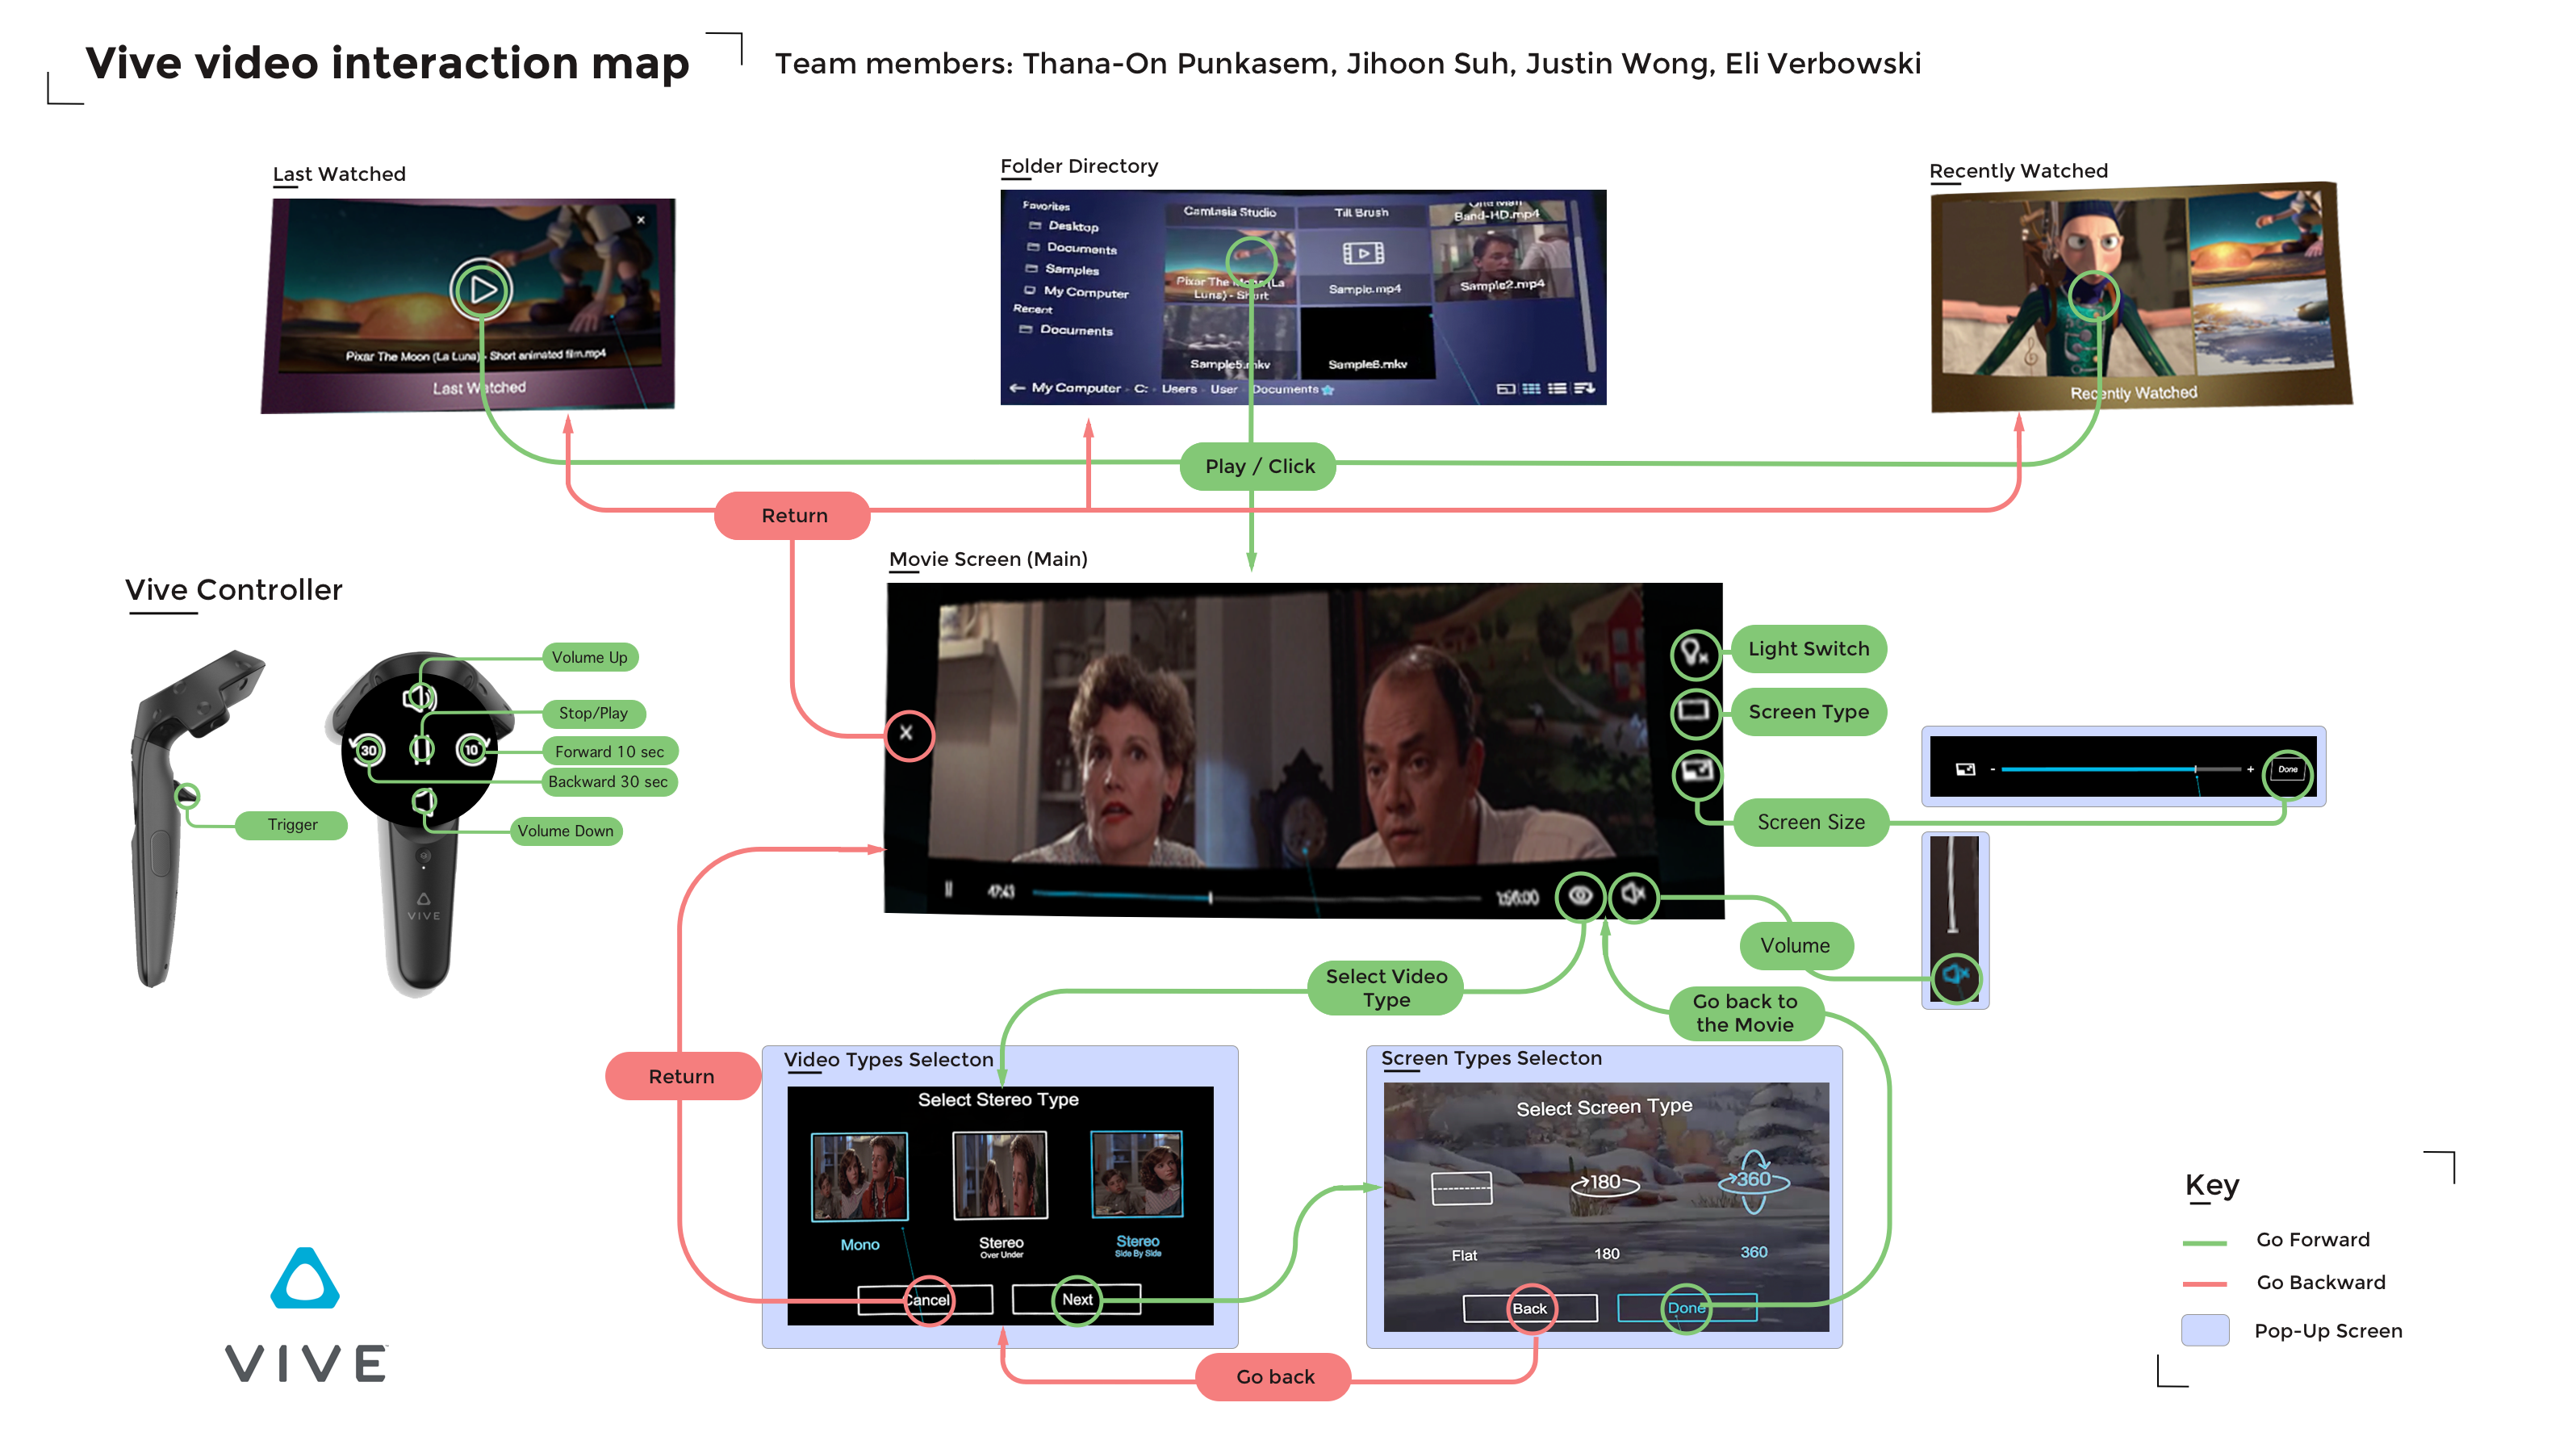 Vive video interaction map
Team members: Thana-On Punkasem, Jihoon Suh, Justin Wong, Eli Verbowski
Last Watched
Pixar The Moon (La Luna) - Short animated film.mp4
Last Watched
Folder Directory
Favorites
Desktop
Documents
Samples
My Computer
Recent
Documents
Camtasia Studio
Tilt Brush
One Man
Band-HD.mp4
Pixar The Moon (La
Luna) - Short
Sample.mp4
Sample2.mp4
Sample5.mkv
Sample6.mkv
My Computer - C: - Users - User - Documents
Recently Watched
Recently Watched
Play / Click
Return
Movie Screen (Main)
47:43
1:56:00
Light Switch
Screen Type
Screen Size
- + Done
Volume
Vive Controller
Volume Up
Stop/Play
30
10
Forward 10 sec
Backward 30 sec
Trigger
Volume Down
VIVE
Select Video
Type
Go back to
the Movie
Return
Video Types Selecton
Select Stereo Type
Mono
Stereo
Over Under
Stereo
Side By Side
Cancel
Next
Screen Types Selecton
Select Screen Type
180
360
Flat
180
360
Back
Done
Go back
Key
Go Forward
Go Backward
Pop-Up Screen
VIVE